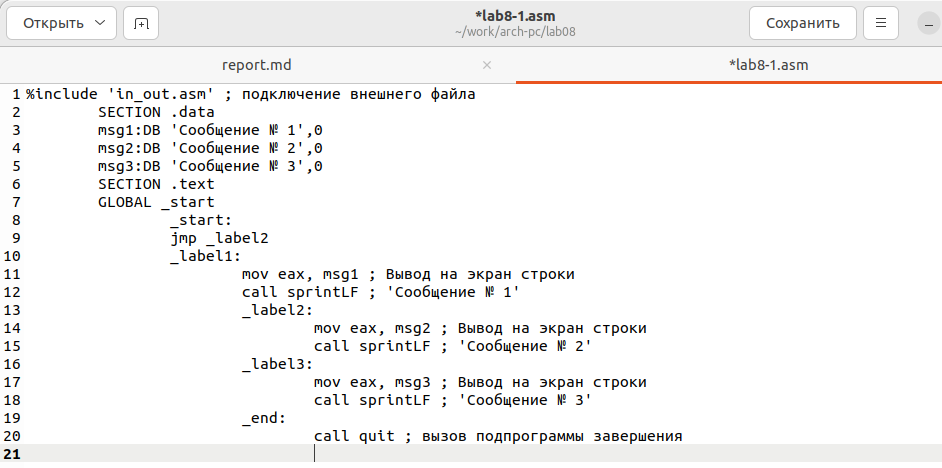 Открыть
*lab8-1.asm
~/work/arch-pc/lab08
Сохранить
report.md
*lab8-1.asm
1 %include 'in_out.asm' ; подключение внешнего файла
2 SECTION .data
3 msg1:DB 'Сообщение № 1',0
4 msg2:DB 'Сообщение № 2',0
5 msg3:DB 'Сообщение № 3',0
6 SECTION .text
7 GLOBAL _start
8 _start:
9 jmp _label2
10 _label1:
11 mov eax, msg1 ; Вывод на экран строки
12 call sprintLF ; 'Сообщение № 1'
13 _label2:
14 mov eax, msg2 ; Вывод на экран строки
15 call sprintLF ; 'Сообщение № 2'
16 _label3:
17 mov eax, msg3 ; Вывод на экран строки
18 call sprintLF ; 'Сообщение № 3'
19 _end:
20 call quit ; вызов подпрограммы завершения
21